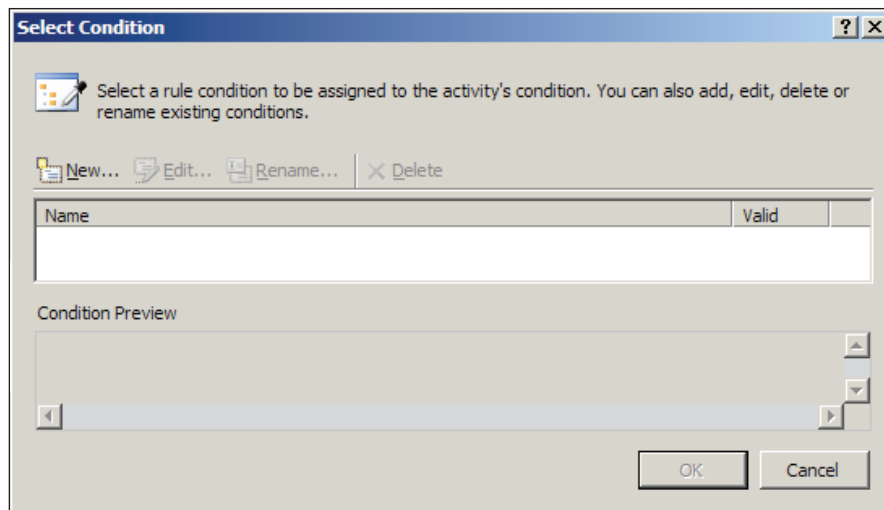 Select Condition
Select a rule condition to be assigned to the activity's condition. You can also add, edit, delete or
rename existing conditions.
New... Edit... Rename... Delete
Name Valid
Condition Preview
OK Cancel